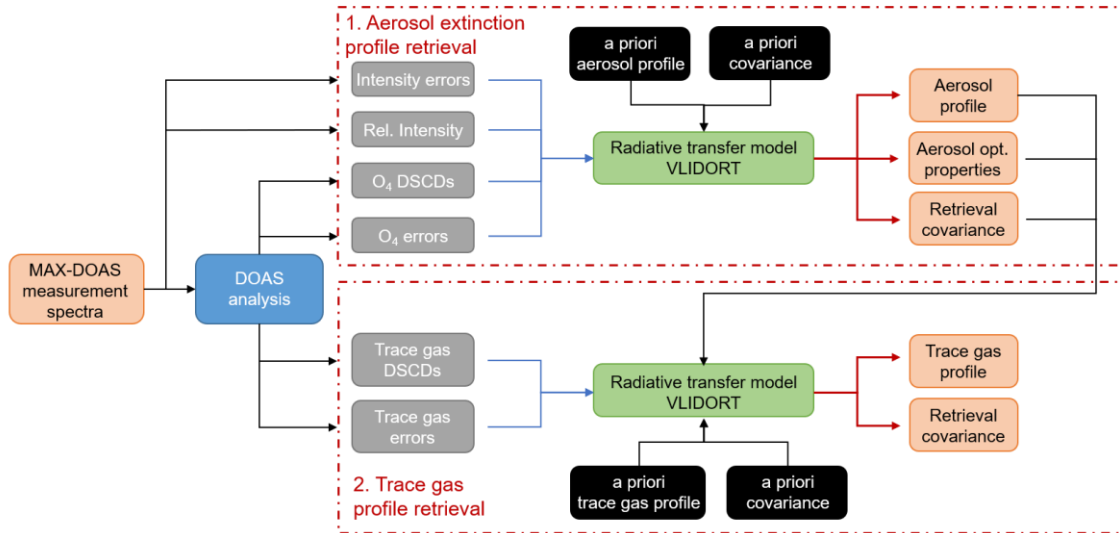 1. Aerosol extinction
profile retrieval
Intensity errors
Rel. Intensity
O₄ DSCDs
O₄ errors
a priori
aerosol profile
a priori
covariance
Radiative transfer model
VLIDORT
Aerosol
profile
Aerosol opt.
properties
Retrieval
covariance
MAX-DOAS
measurement
spectra
DOAS
analysis
Trace gas
DSCDs
Trace gas
errors
Radiative transfer model
VLIDORT
Trace gas
profile
Retrieval
covariance
a priori
trace gas profile
a priori
covariance
2. Trace gas
profile retrieval